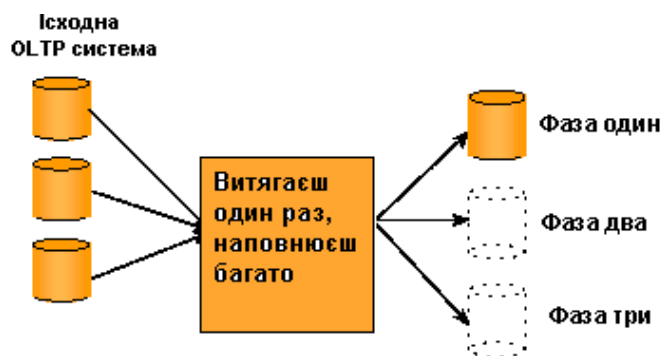 Ісходна
OLTP система
Витягаєш
один раз,
наповнюєш
багато
Фаза один
Фаза два
Фаза три